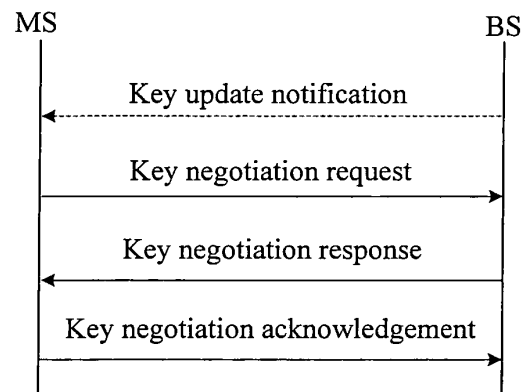 MS
BS
Key update notification
Key negotiation request
Key negotiation response
Key negotiation acknowledgement